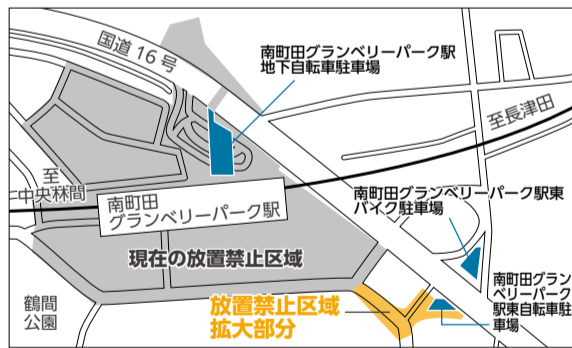 国道16号
南町田グランベリーパーク駅
地下自転車駐車場
至長津田
至
中央林間
南町田
グランベリーパーク駅
南町田グランベリーパーク駅東
バイク駐車場
現在の放置禁止区域
鶴間
公園
放置禁止区域
拡大部分
南町田グラン
ベリーパーク
駅東自転車駐
車場